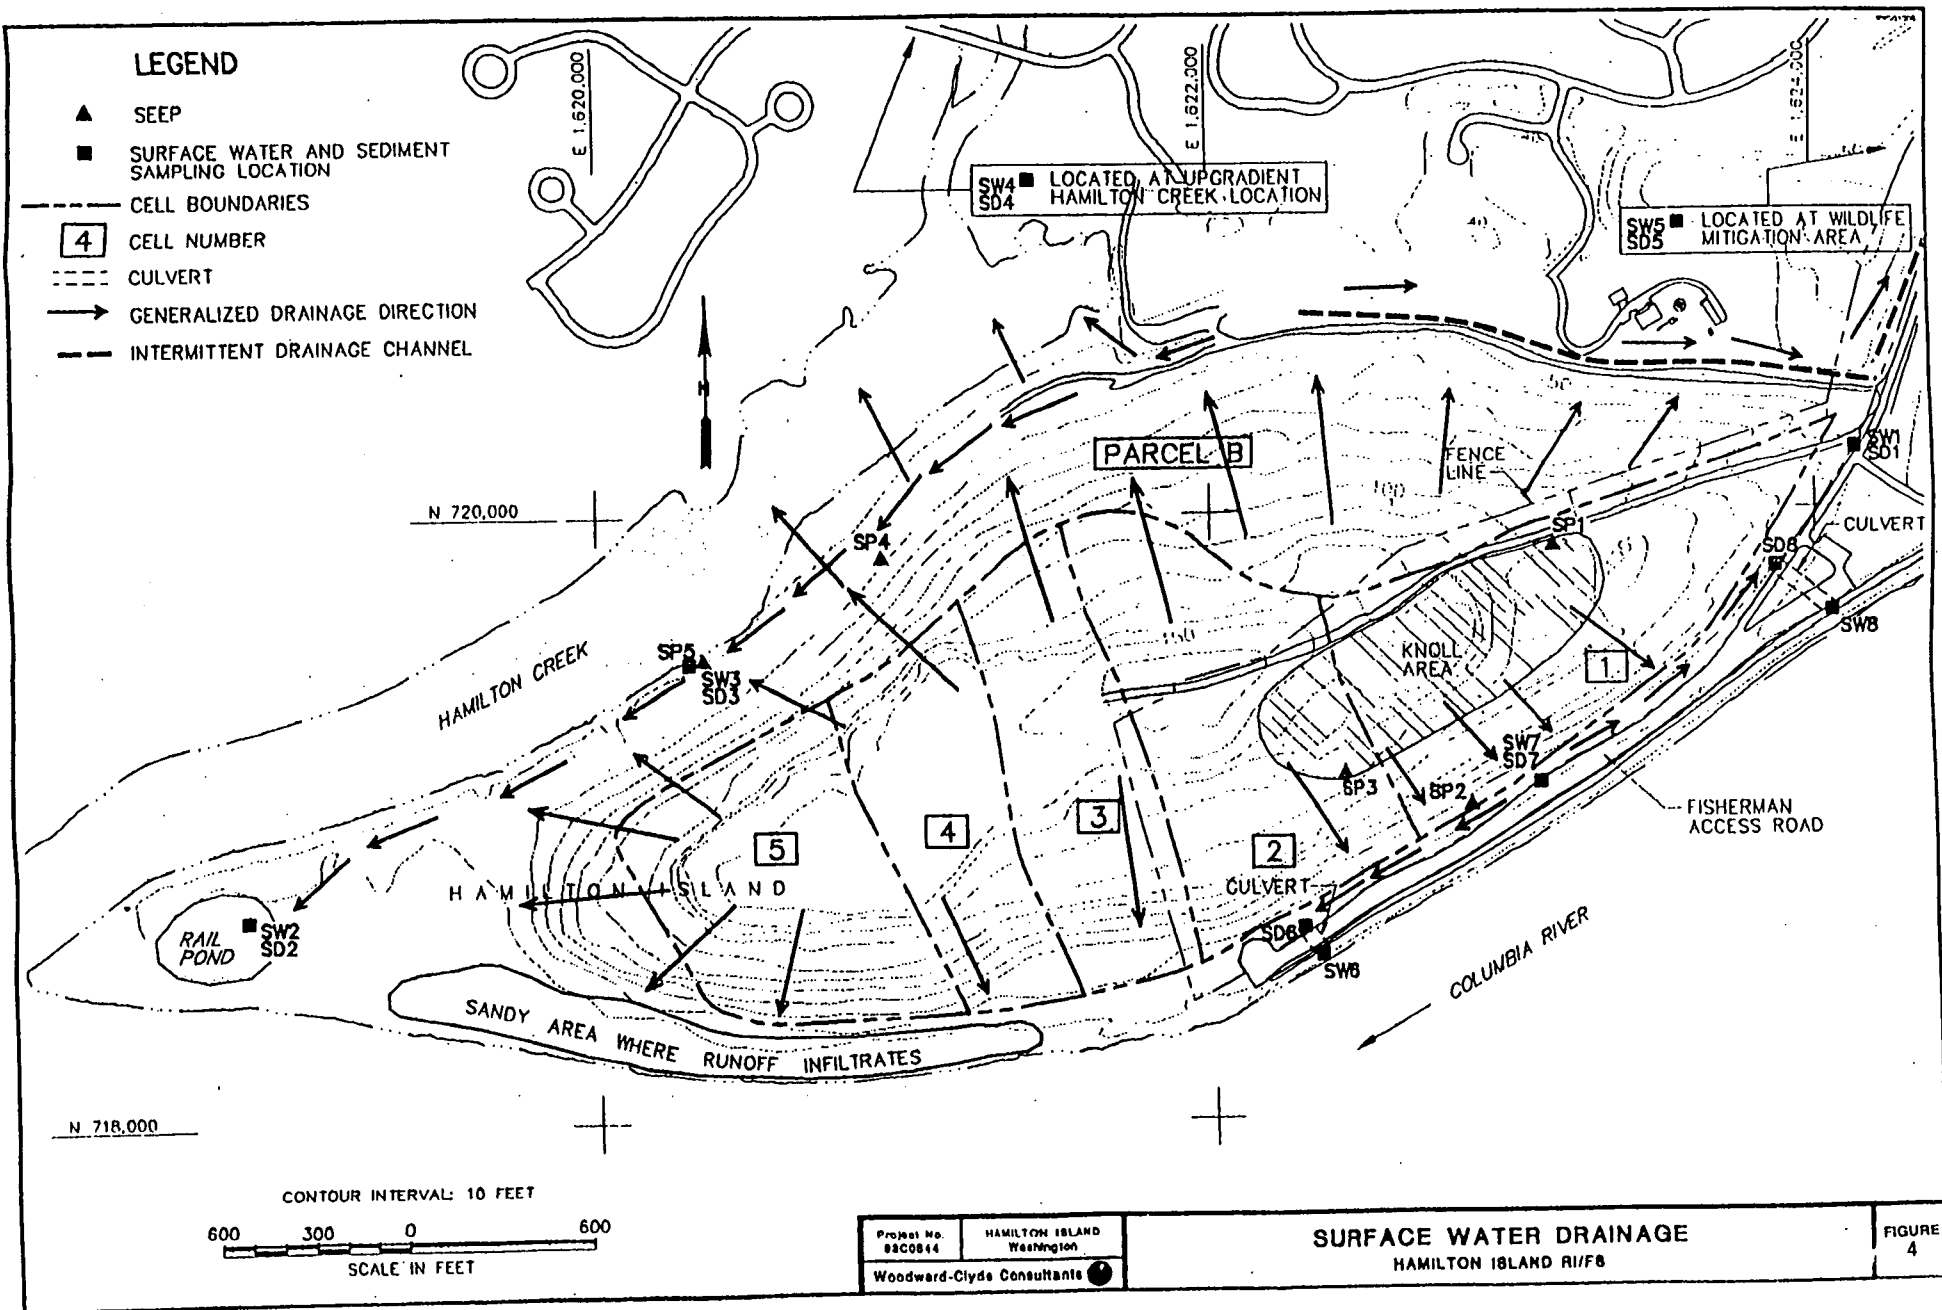 LEGEND
SEEP
SURFACE WATER AND SEDIMENT
SAMPLING LOCATION
CELL BOUNDARIES
4
CELL NUMBER
CULVERT
GENERALIZED DRAINAGE DIRECTION
INTERMITTENT DRAINAGE CHANNEL
E 1,620,000
E 1,622,000
E 1,624,000
SW4 LOCATED AT UPGRADIENT
SD4 HAMILTON CREEK LOCATION
SW5 LOCATED AT WILDLIFE
SD5 MITIGATION AREA
40
50
N
PARCEL B
FENCE
LINE
100
SW1
SD1
N 720,000
CULVERT
SP1
SP4
SD8
SW8
150
KNOLL
AREA
1
SP5
SW3
SD3
HAMILTON CREEK
SW7
SD7
SP3
SP2
FISHERMAN
ACCESS ROAD
3
4
5
2
CULVERT
HAMILTON ISLAND
RAIL
POND
SW2
SD2
SD6
SW6
COLUMBIA RIVER
SANDY AREA WHERE RUNOFF INFILTRATES
N 718,000
CONTOUR INTERVAL: 10 FEET
600 300 0 600
SCALE IN FEET
Project No.
HAMILTON ISLAND
Washington
Woodward-Clyde Consultants
SURFACE WATER DRAINAGE
HAMILTON ISLAND RI/FS
FIGURE
4